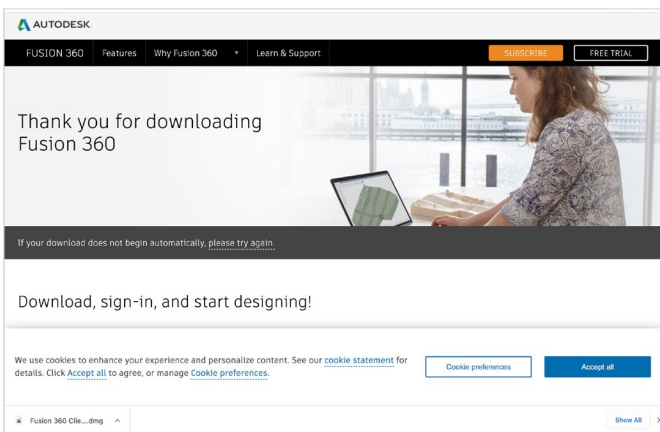 AUTODESK.
FUSION 360 Features Why Fusion 360 Learn & Support SUBSCRIBE FREE TRIAL
Thank you for downloading
Fusion 360
If your download does not begin automatically, please try again.
Download, sign-in, and start designing!
We use cookies to enhance your experience and personalize content. See our cookie statement for
details. Click Accept all to agree, or manage Cookie preferences.
Cookie preferences
Accept all
Fusion 360 Clie....dmg
Show All